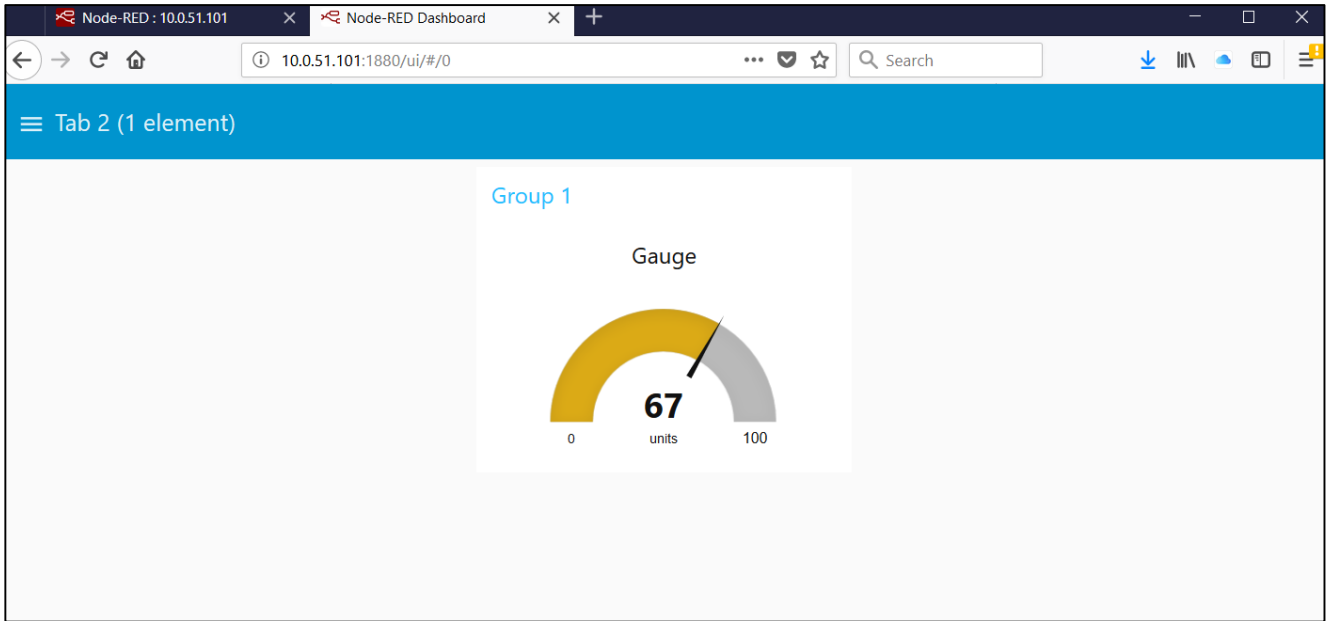 Node-RED : 10.0.51.101
Node-RED Dashboard
10.0.51.101:1880/ui/#/0
Search
Tab 2 (1 element)
Group 1
Gauge
67
0
units
100